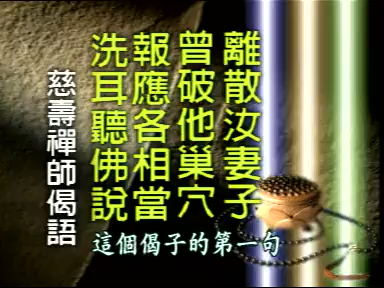 離散汝妻子
曾破他巢穴
報應各相當
洗耳聽佛說
慈壽禪師偈語
這個偈子的第一句